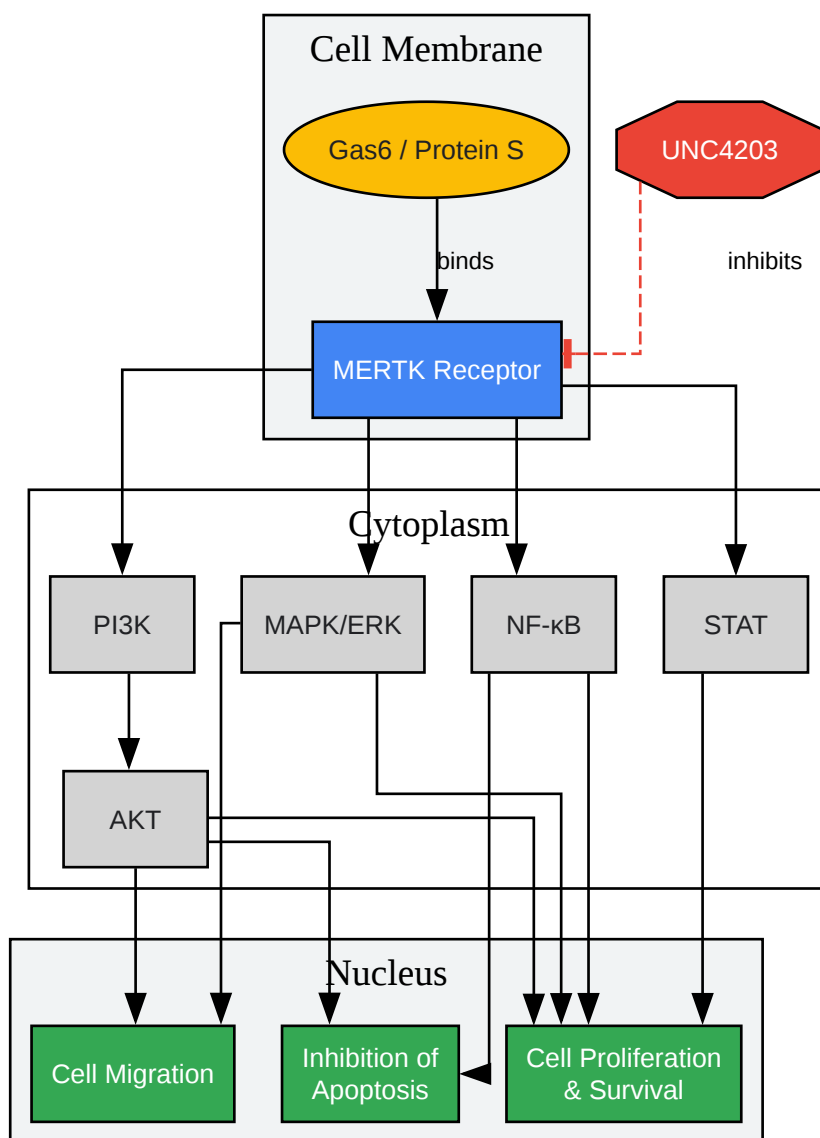 Cell Membrane
Gas6 / Protein S
UNC4203
binds
inhibits
MERTK Receptor
Cytoplasm
PI3K
MAPK/ERK
NF-κB
STAT
AKT
Nucleus
Cell Migration
Inhibition of
Apoptosis
Cell Proliferation
& Survival